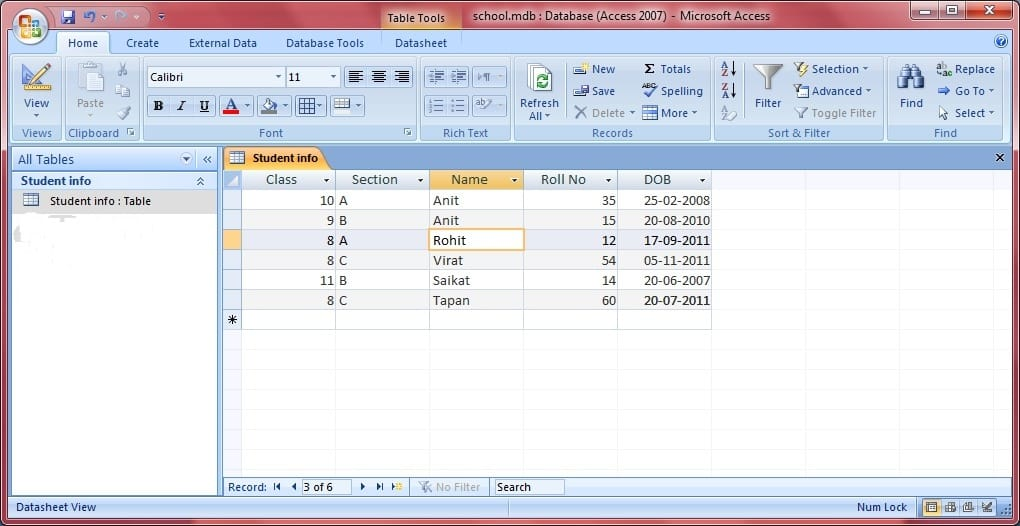 Table Tools
school.mdb : Database (Access 2007) - Microsoft Access
Home Create External Data Database Tools Datasheet
View
Views
Paste
Clipboard
Calibri 11
B I U A
Font
Rich Text
Refresh All
New
Save
Delete
Σ Totals
ABC Spelling
More
Records
Filter
Selection
Advanced
Toggle Filter
Sort & Filter
Find
Replace
Go To
Select
Find
All Tables
Student info
Student info : Table
Student info
Class Section Name Roll No DOB
10 A Anit 35 25-02-2008
9 B Anit 15 20-08-2010
8 A Rohit 12 17-09-2011
8 C Virat 54 05-11-2011
11 B Saikat 14 20-06-2007
8 C Tapan 60 20-07-2011
Record: 3 of 6 No Filter Search
Datasheet View Num Lock